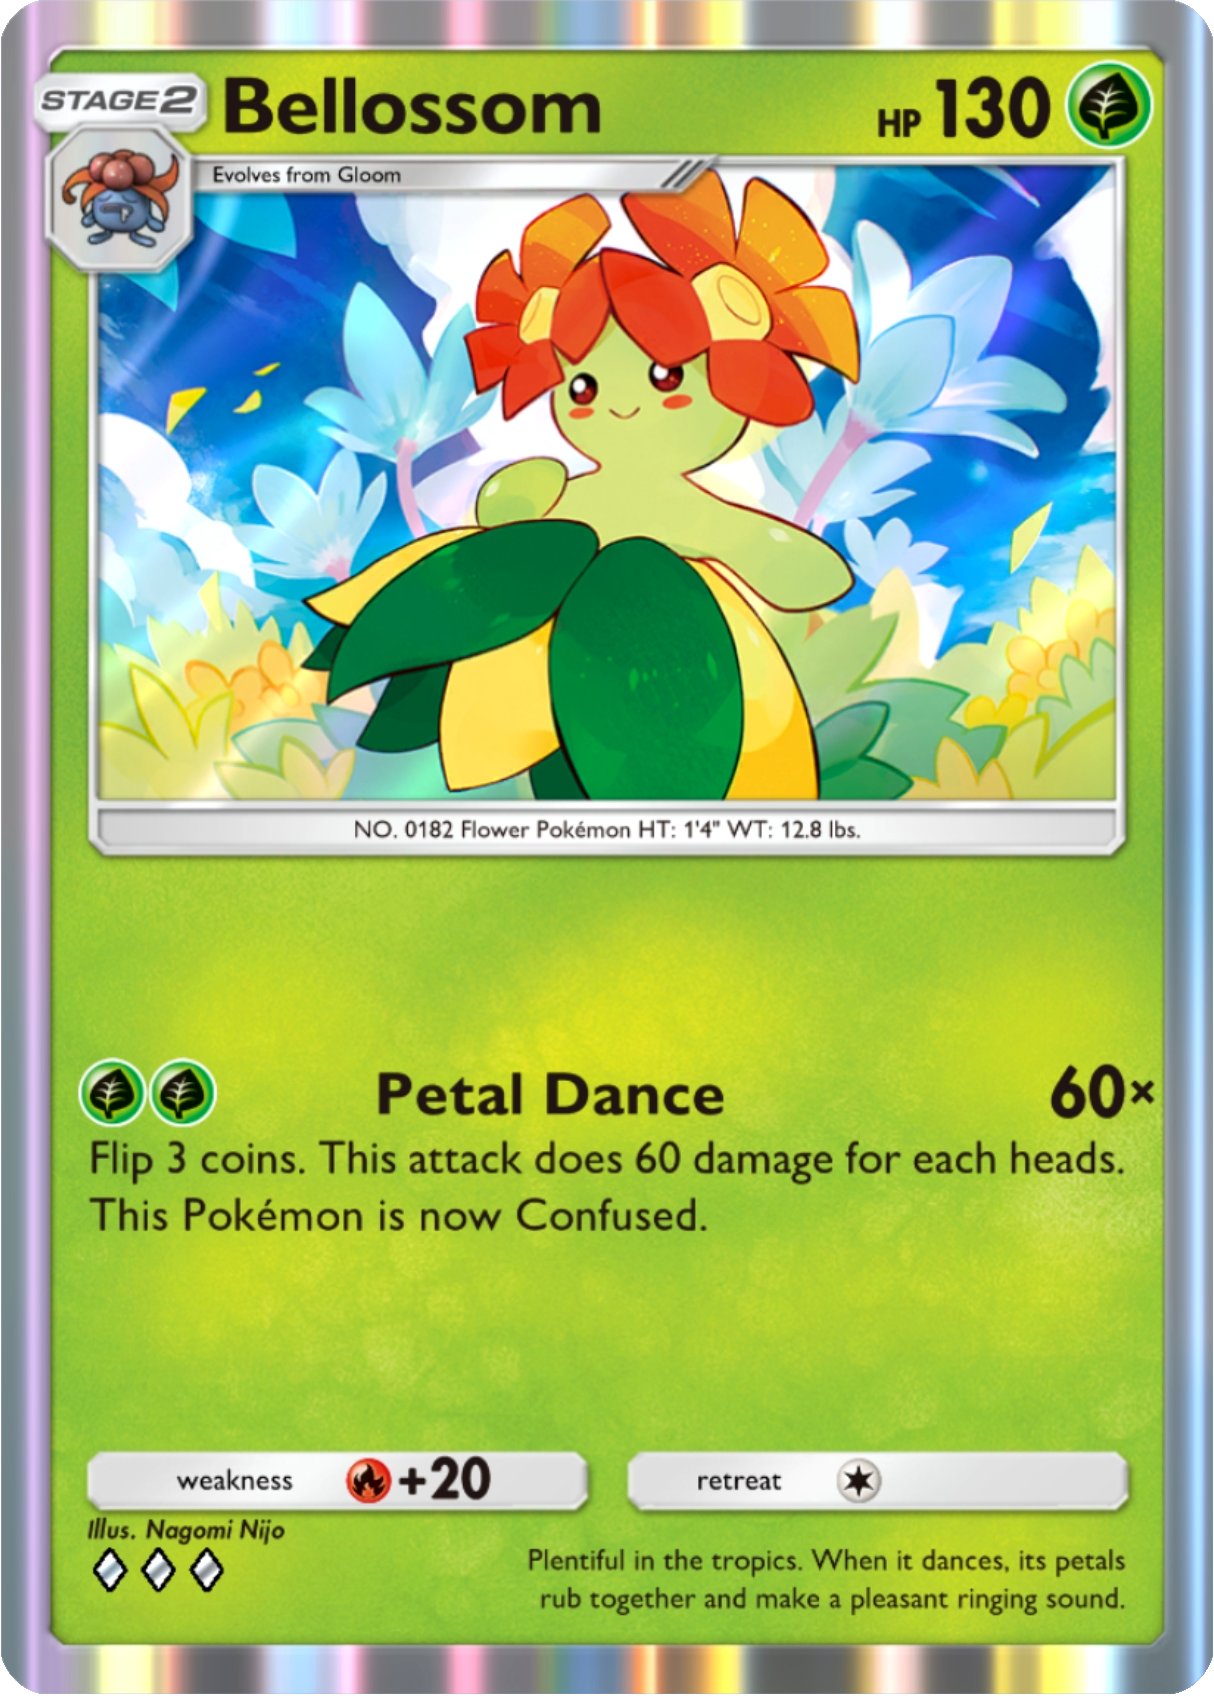 STAGE2
Bellossom
HP 130
Evolves from Gloom
NO. 0182 Flower Pokémon HT: 1'4" WT: 12.8 lbs.
Petal Dance 60×
Flip 3 coins. This attack does 60 damage for each heads.
This Pokémon is now Confused.
weakness +20
retreat
Illus. Nagomi Nijo
Plentiful in the tropics. When it dances, its petals
rub together and make a pleasant ringing sound.